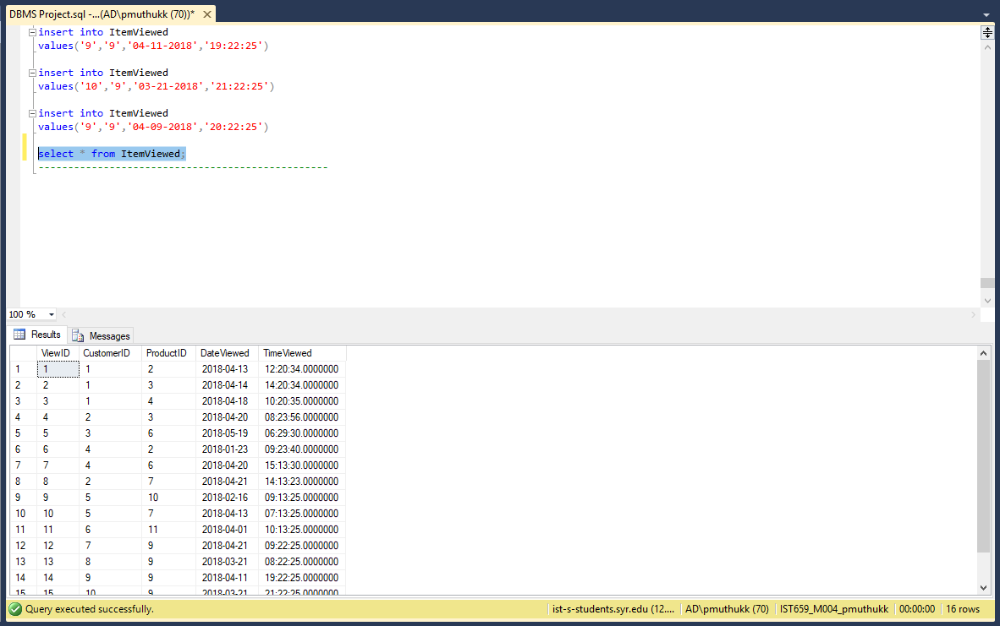 DBMS Project.sql -...(AD\pmuthukk (70))*
insert into ItemViewed
values('9','9','04-11-2018','19:22:25')
insert into ItemViewed
values('10','9','03-21-2018','21:22:25')
insert into ItemViewed
values('9','9','04-09-2018','20:22:25')
select * from ItemViewed;
-------------------------------------------------
100 %
Results Messages
ViewID CustomerID ProductID DateViewed TimeViewed
1 1 1 2 2018-04-13 12:20:34.0000000
2 2 1 3 2018-04-14 14:20:34.0000000
3 3 1 4 2018-04-18 10:20:35.0000000
4 4 2 3 2018-04-20 08:23:56.0000000
5 5 3 6 2018-05-19 06:29:30.0000000
6 6 4 2 2018-01-23 09:23:40.0000000
7 7 4 6 2018-04-20 15:13:30.0000000
8 8 2 7 2018-04-21 14:13:23.0000000
9 9 5 10 2018-02-16 09:13:25.0000000
10 10 5 7 2018-04-13 07:13:25.0000000
11 11 6 11 2018-04-01 10:13:25.0000000
12 12 7 9 2018-04-21 09:22:25.0000000
13 13 8 9 2018-03-21 08:22:25.0000000
14 14 9 9 2018-04-11 19:22:25.0000000
15 15 10 9 2018-03-21 21:22:25.0000000
Query executed successfully. ist-s-students.syr.edu (12.... AD\pmuthukk (70) IST659_M004_pmuthukk 00:00:00 16 rows